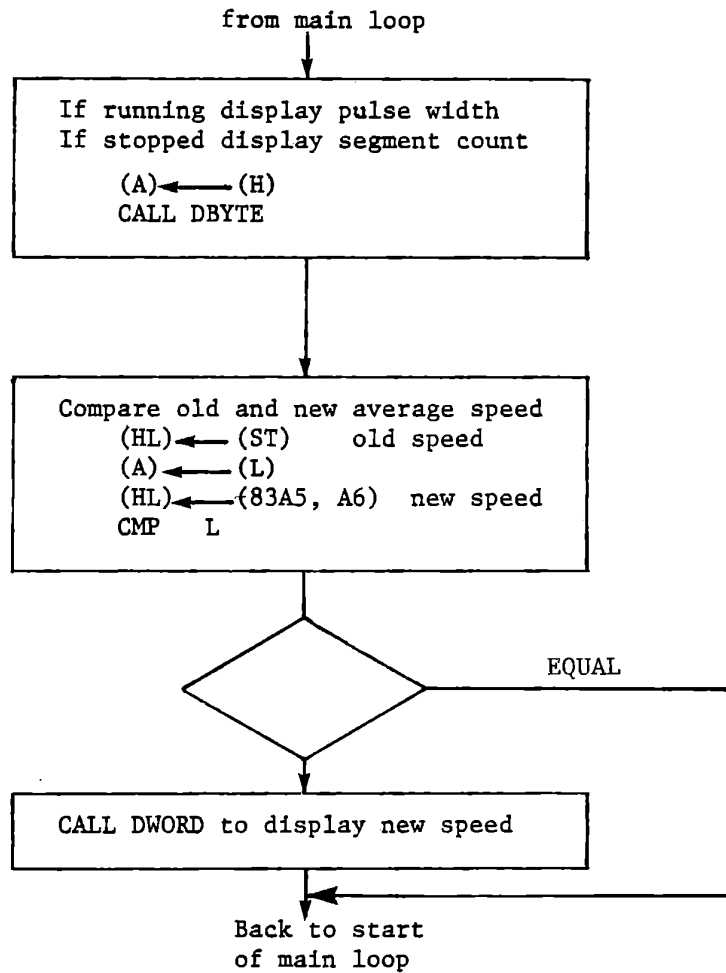 from main loop
If running display pulse width
If stopped display segment count
(A) ← (H)
CALL DBYTE
Compare old and new average speed
(HL) ← (ST) old speed
(A) ← (L)
(HL) ← (83A5, A6) new speed
CMP L
EQUAL
CALL DWORD to display new speed
Back to start
of main loop